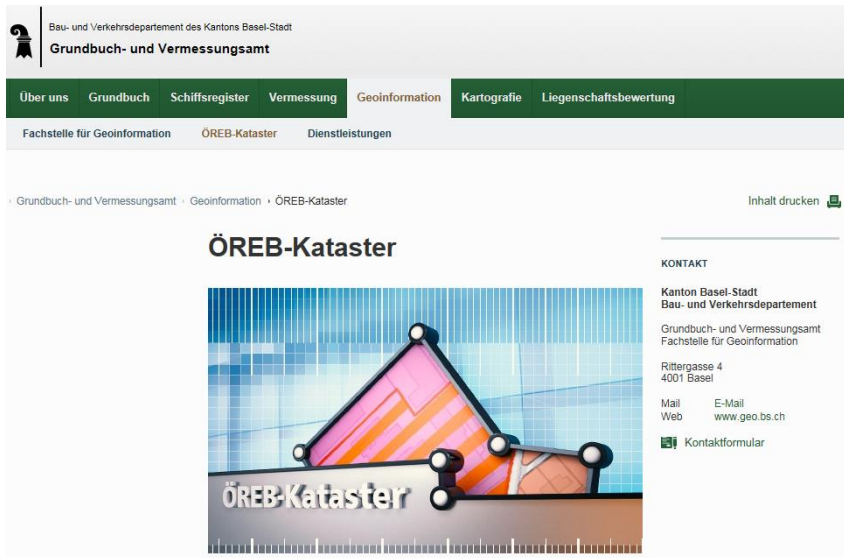 Bau- und Verkehrsdepartement des Kantons Basel-Stadt
Grundbuch- und Vermessungsamt
Über uns Grundbuch Schiffsregister Vermessung Geoinformation Kartografie Liegenschaftsbewertung
Fachstelle für Geoinformation ÖREB-Kataster Dienstleistungen
› Grundbuch- und Vermessungsamt › Geoinformation › ÖREB-Kataster
Inhalt drucken
ÖREB-Kataster
KONTAKT
Kanton Basel-Stadt
Bau- und Verkehrsdepartement
Grundbuch- und Vermessungsamt
Fachstelle für Geoinformation
Rittergasse 4
4001 Basel
Mail E-Mail
Web www.geo.bs.ch
Kontaktformular
ÖREB-Kataster